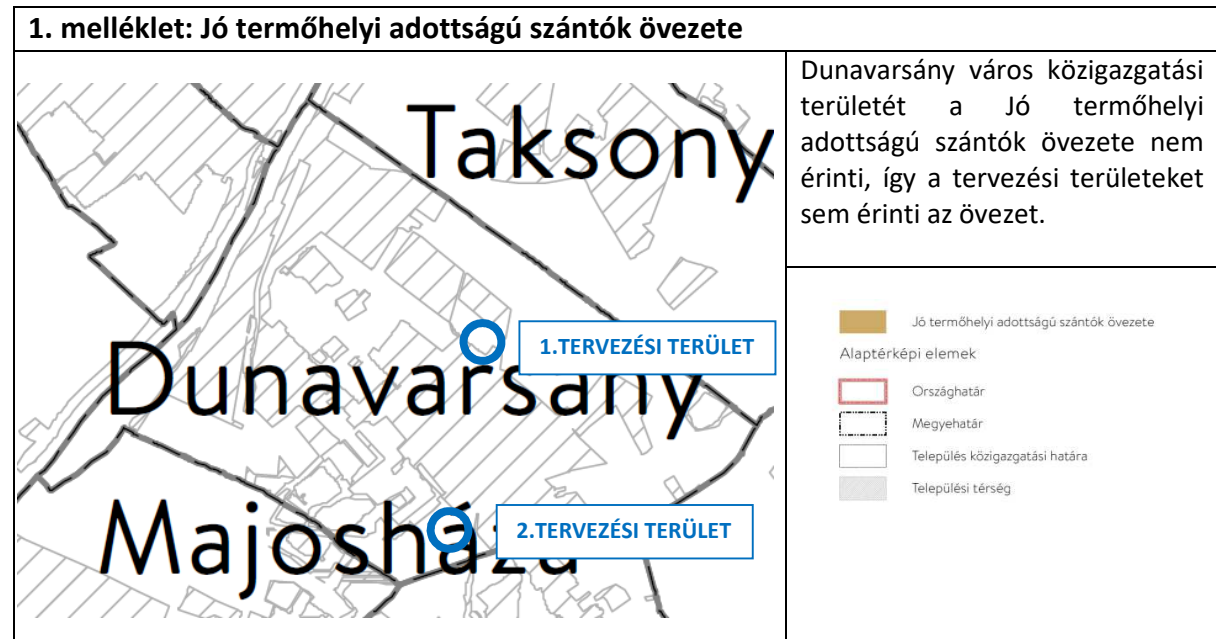 1. melléklet: Jó termőhelyi adottságú szántók övezete
Taksony
Dunavarsány
Majosháza
1.TERVEZÉSI TERÜLET
2.TERVEZÉSI TERÜLET
Dunavarsány város közigazgatási
területét a Jó termőhelyi
adottságú szántók övezete nem
érinti, így a tervezési területeket
sem érinti az övezet.
Jó termőhelyi adottságú szántók övezete
Alaptérképi elemek
Országhatár
Megyehatár
Település közigazgatási határa
Települési térség